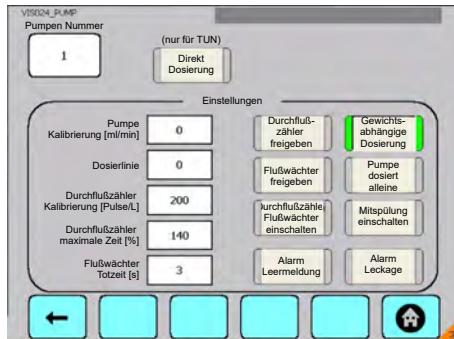 VISO24_PUMP
Pumpen Nummer
1
(nur für TUN)
Direkt
Dosierung
Einstellungen
Pumpe
Kalibrierung [ml/min]
0
Dosierlinie
0
Durchflußzähler
Kalibrierung [Pulse/L]
200
Durchflußzähler
maximale Zeit [%]
140
Flußwächter
Totzeit [s]
3
Durchfluß-
zähler
freigeben
Gewichts-
abhängige
Dosierung
Flußwächter
freigeben
Pumpe
dosiert
alleine
urchflußzähle
Flußwächter
einschalten
Mitspülung
einschalten
Alarm
Leermeldung
Alarm
Leckage